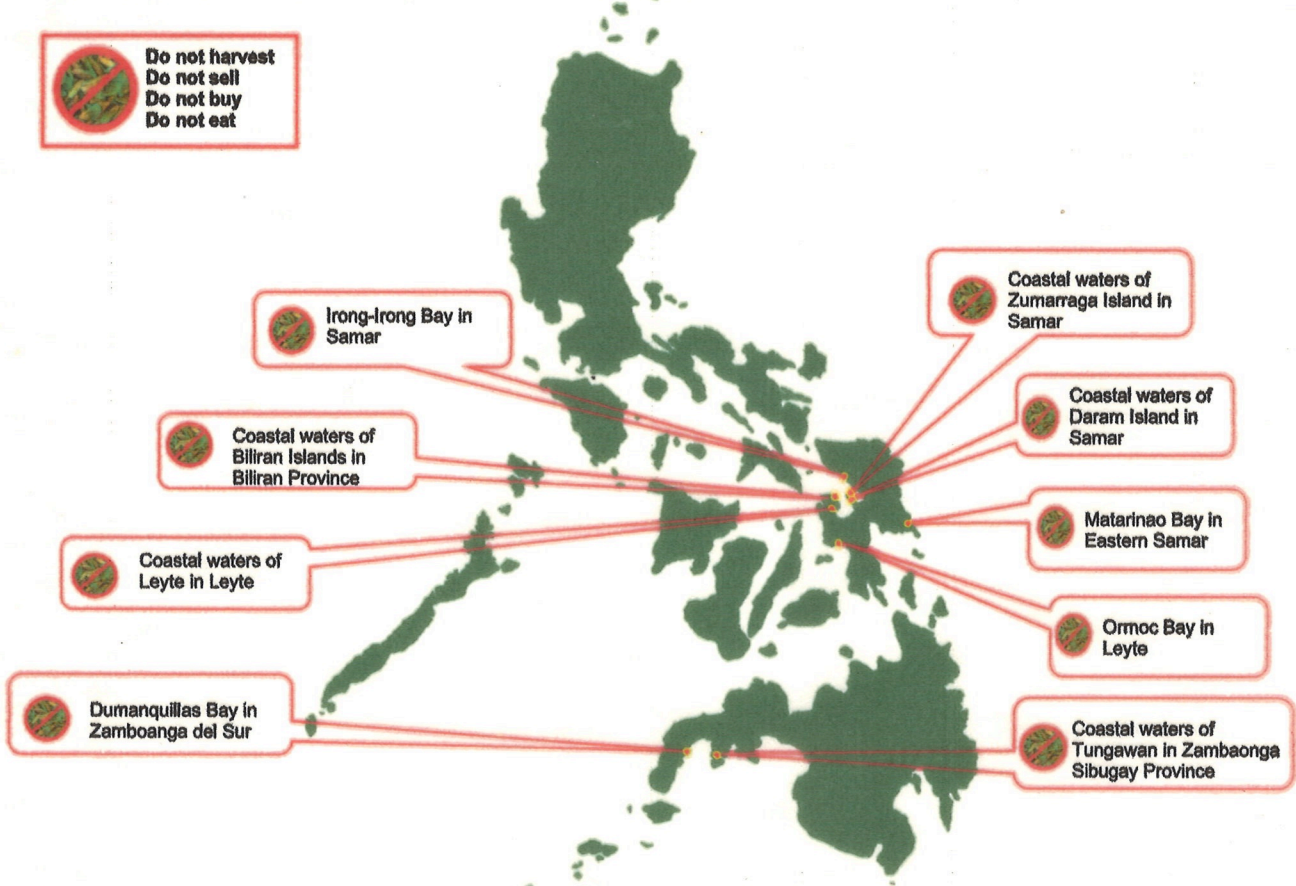 Do not harvest
Do not sell
Do not buy
Do not eat
Irong-Irong Bay in
Samar
Coastal waters of
Zumarraga Island in
Samar
Coastal waters of
Biliran Islands in
Biliran Province
Coastal waters of
Daram Island in
Samar
Coastal waters of
Leyte in Leyte
Matarinao Bay in
Eastern Samar
Ormoc Bay in
Leyte
Dumanquillas Bay in
Zamboanga del Sur
Coastal waters of
Tungawan in Zambaonga
Sibugay Province